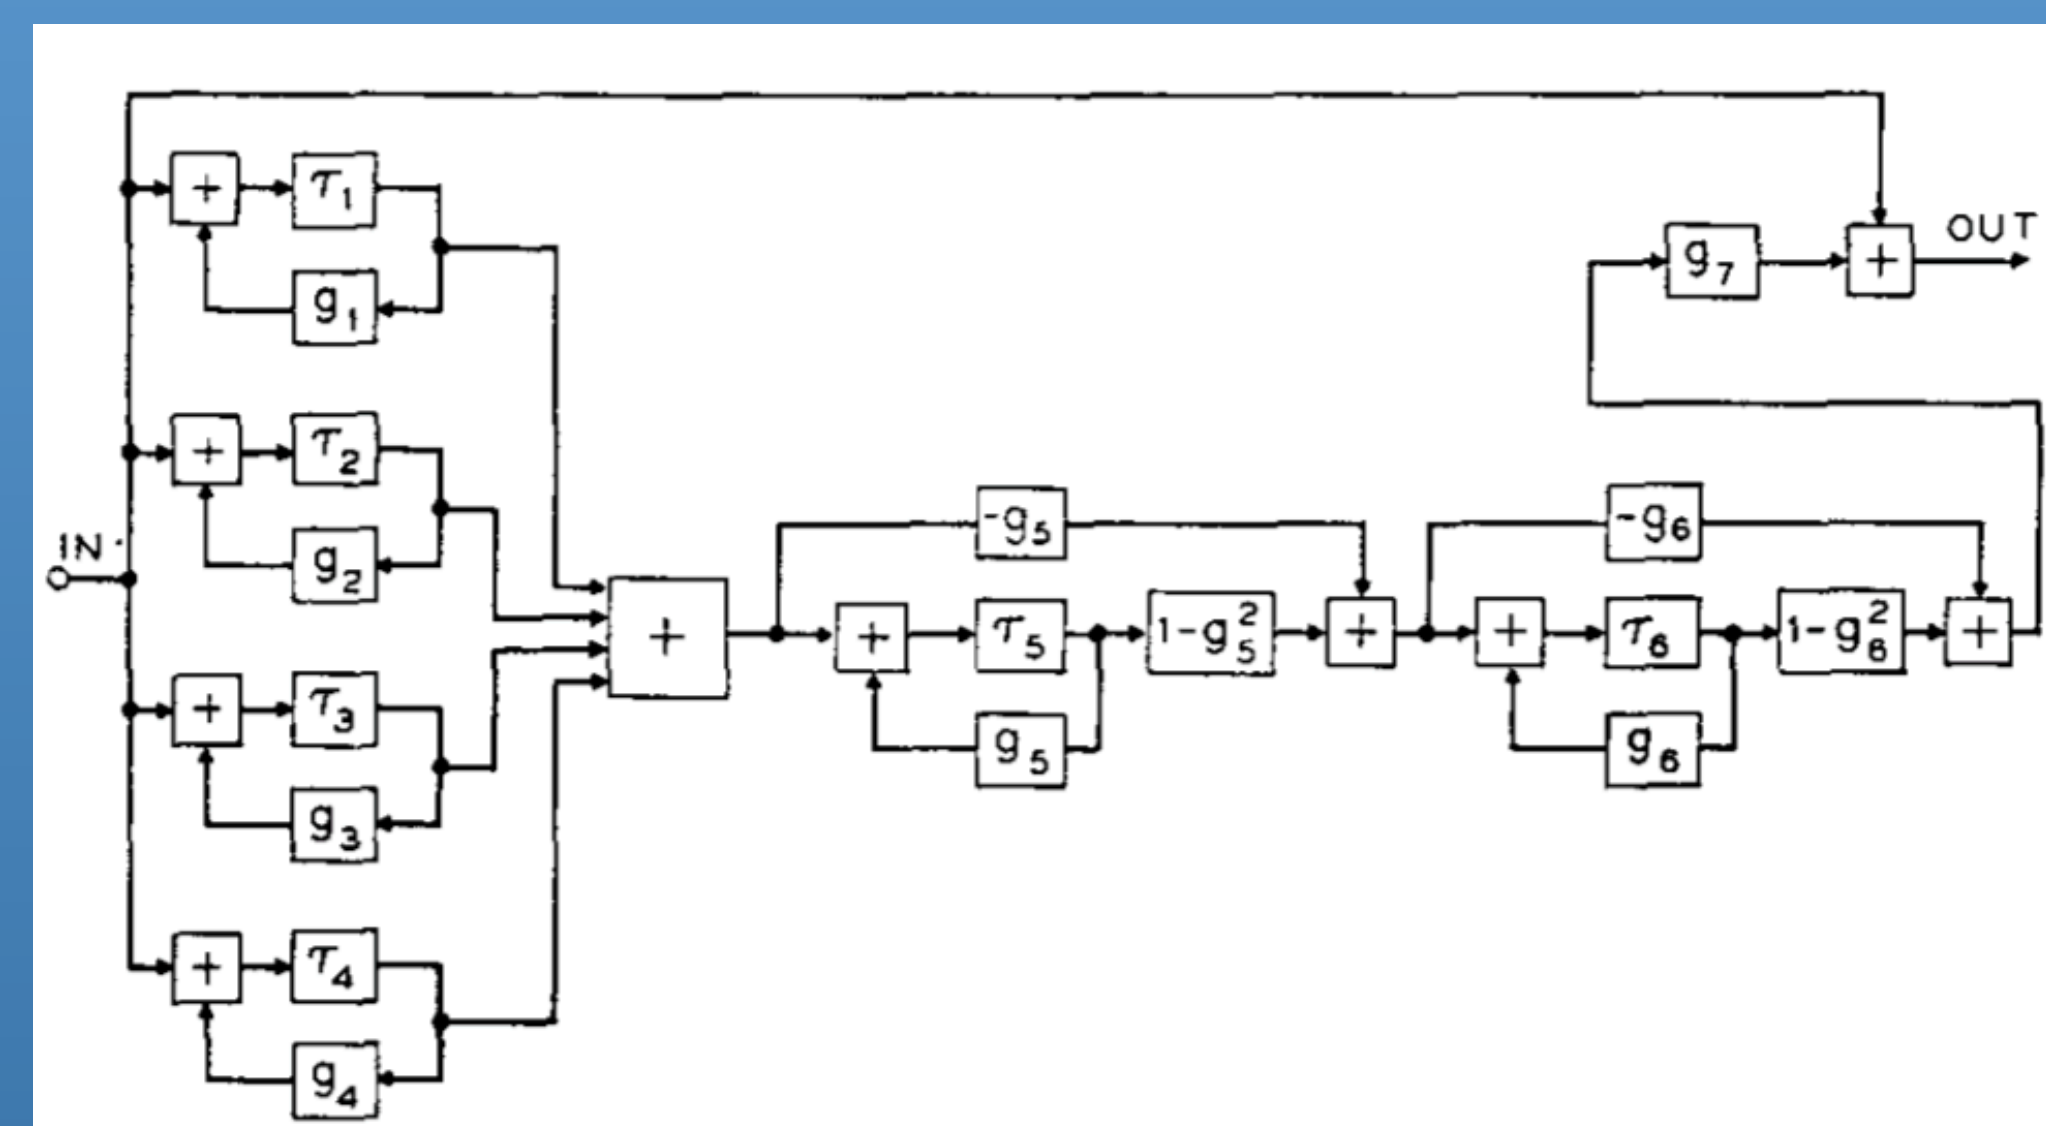 + τ1
g1
+ τ2
g2
IN
+ τ3
g3
+ τ4
g4
+
-g5
+ τ5 1-g5² +
g5
-g6
+ τ6 1-g6² +
g6
g7 + OUT